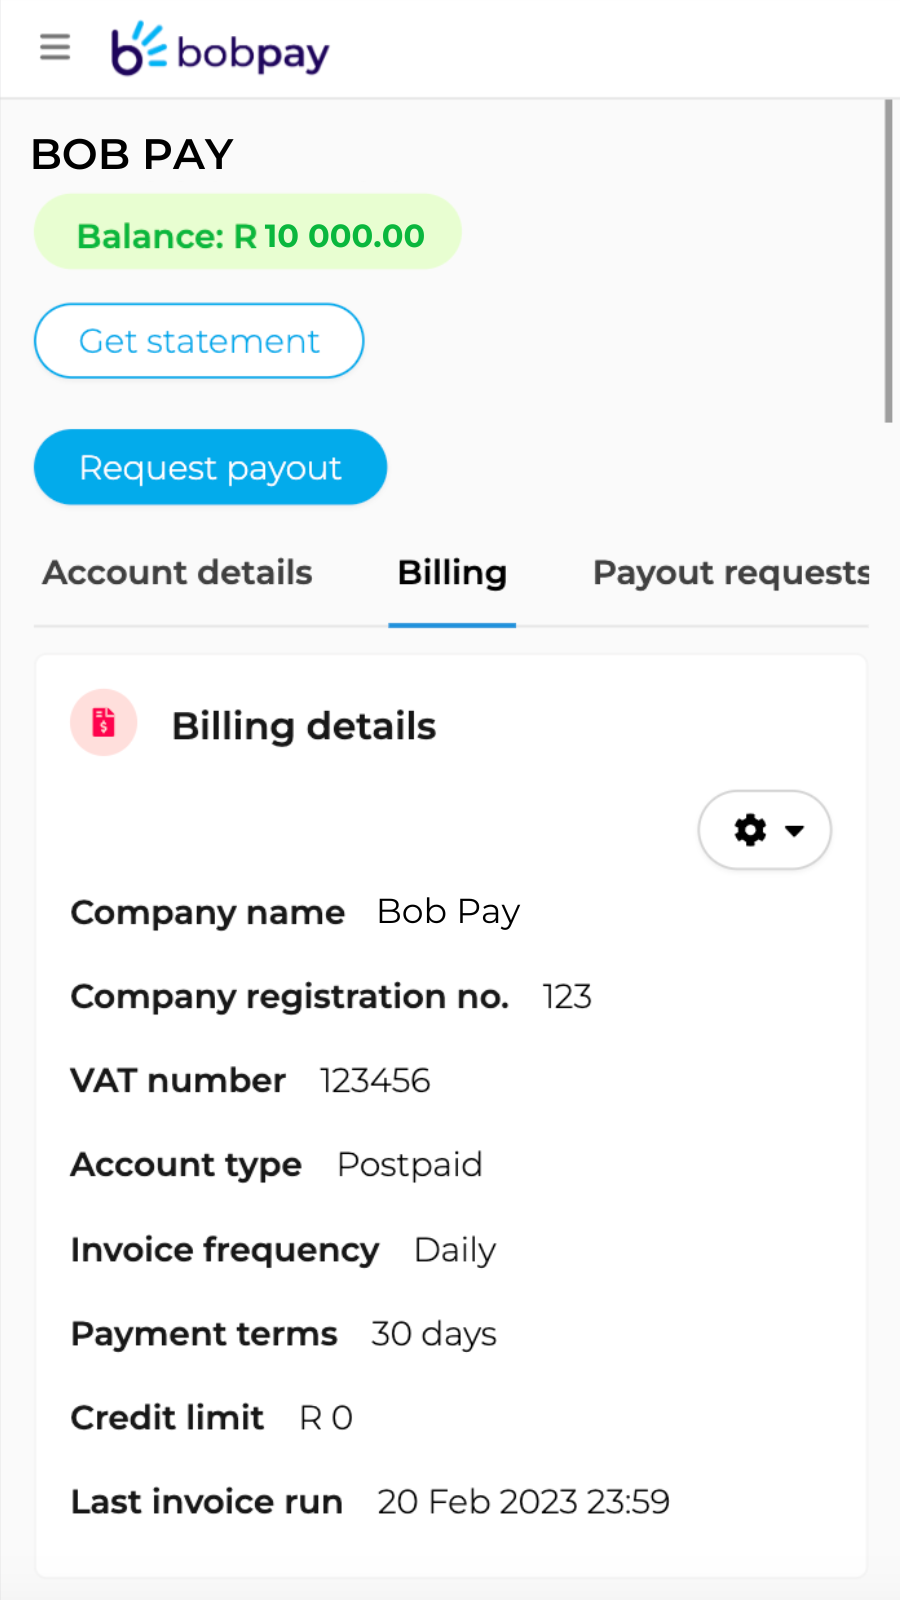 bobpay
BOB PAY
Balance: R 10 000.00
Get statement
Request payout
Account details Billing Payout requests
Billing details
Company name Bob Pay
Company registration no. 123
VAT number 123456
Account type Postpaid
Invoice frequency Daily
Payment terms 30 days
Credit limit R 0
Last invoice run 20 Feb 2023 23:59